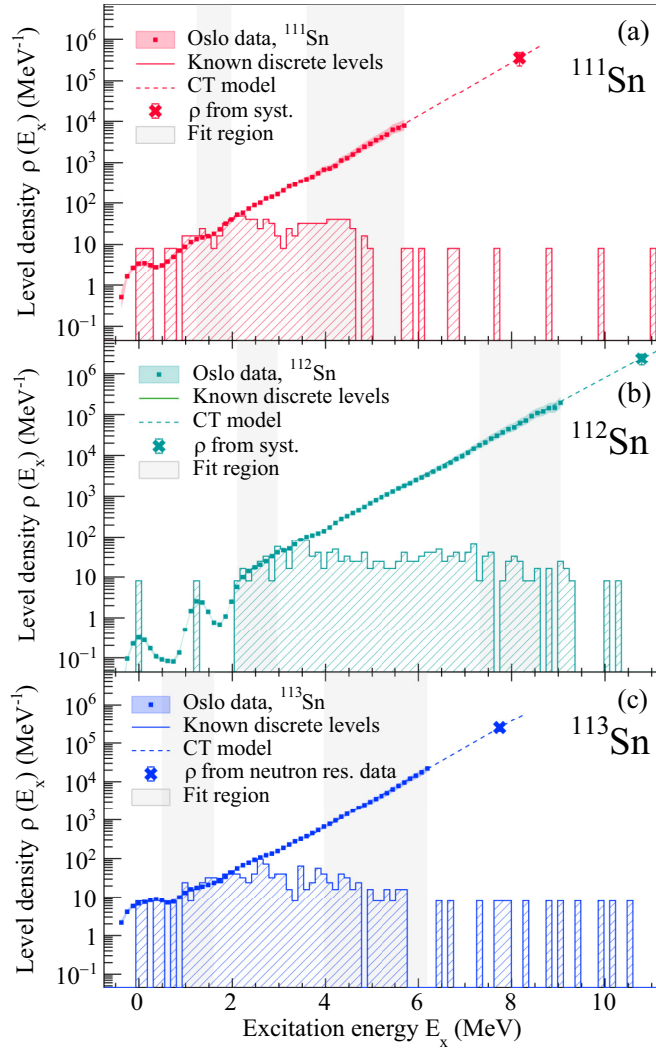 (a)
Oslo data, ¹¹¹Sn
Known discrete levels
CT model
ρ from syst.
Fit region
¹¹¹Sn
Level density ρ (Eₓ) (MeV⁻¹)
10⁶
10⁵
10⁴
10³
10²
10
1
10⁻¹
(b)
Oslo data, ¹¹²Sn
Known discrete levels
CT model
ρ from syst.
Fit region
¹¹²Sn
Level density ρ (Eₓ) (MeV⁻¹)
10⁶
10⁵
10⁴
10³
10²
10
1
10⁻¹
(c)
Oslo data, ¹¹³Sn
Known discrete levels
CT model
ρ from neutron res. data
Fit region
¹¹³Sn
Level density ρ (Eₓ) (MeV⁻¹)
10⁶
10⁵
10⁴
10³
10²
10
1
10⁻¹
0 2 4 6 8 10
Excitation energy Eₓ (MeV)